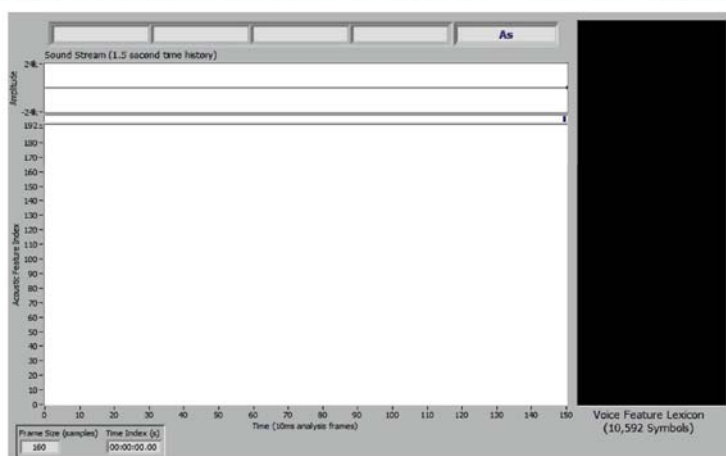 As
Sound Stream (1.5 second time history)
Amplitude
24k
-24k
Acoustic Feature Index
192
180
170
160
150
140
130
120
110
100
90
80
70
60
50
40
30
20
10
0
0 10 20 30 40 50 60 70 80 90 100 110 120 130 140 150
Time (10ms analysis frames)
Frame Size (samples) Time Index (s)
160 00:00:00.00
Voice Feature Lexicon
(10,592 Symbols)